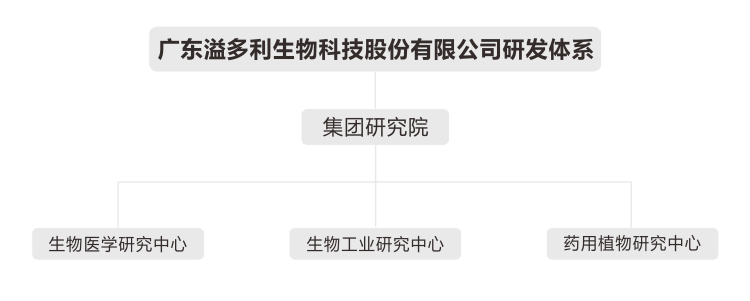 广东溢多利生物科技股份有限公司研发体系
集团研究院
生物医学研究中心
生物工业研究中心
药用植物研究中心